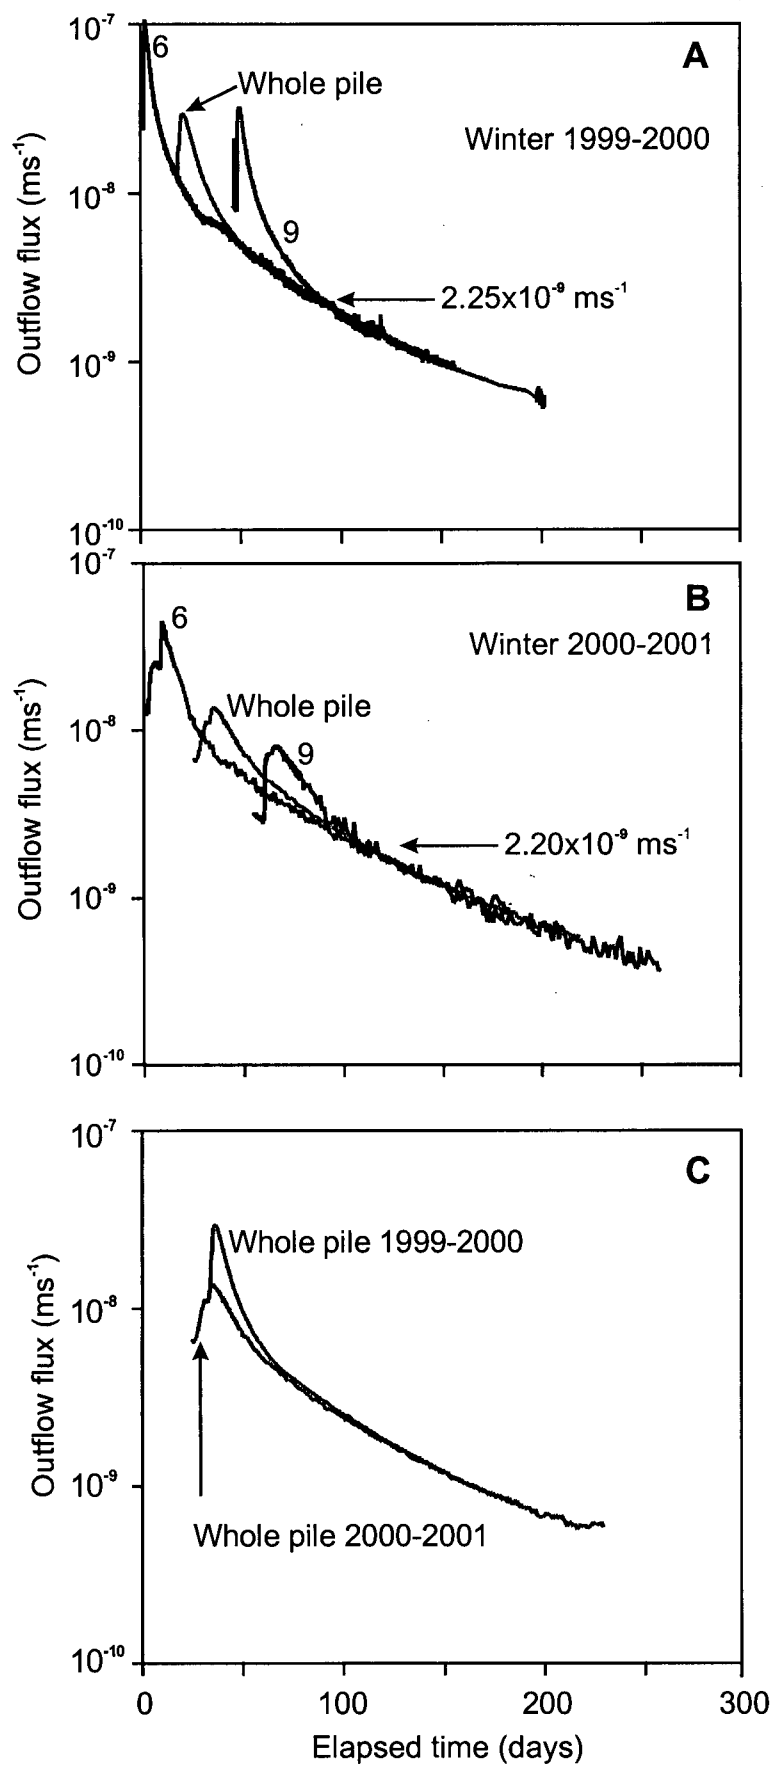 10⁻⁷
6
A
Whole pile
Winter 1999-2000
10⁻⁸
9
2.25x10⁻⁹ ms⁻¹
10⁻⁹
10⁻¹⁰
Outflow flux (ms⁻¹)
10⁻⁷
6
B
Winter 2000-2001
Whole pile
10⁻⁸
9
2.20x10⁻⁹ ms⁻¹
10⁻⁹
10⁻¹⁰
Outflow flux (ms⁻¹)
10⁻⁷
C
Whole pile 1999-2000
10⁻⁸
10⁻⁹
Whole pile 2000-2001
10⁻¹⁰
Outflow flux (ms⁻¹)
0 100 200 300
Elapsed time (days)